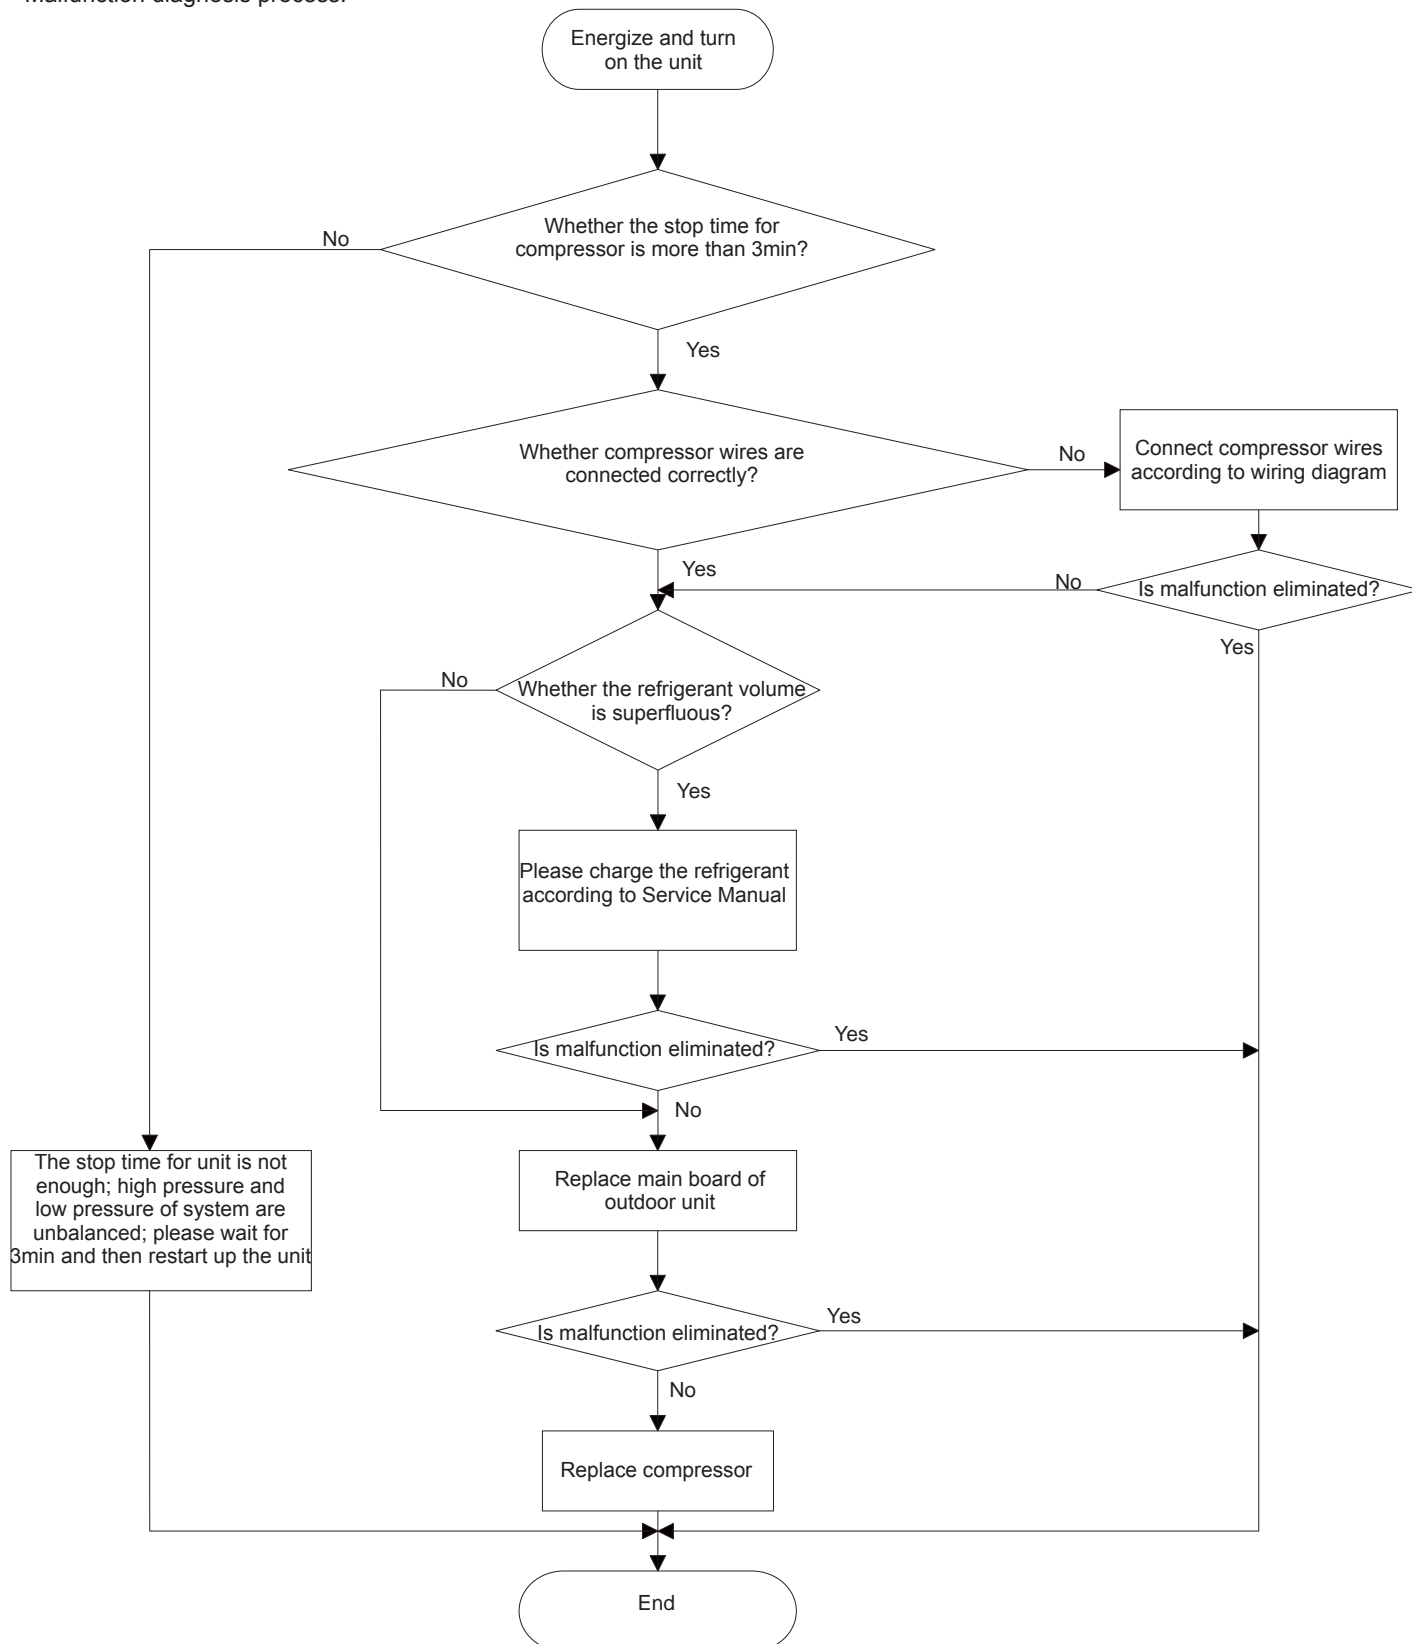 Malfunction diagnosis process:
Energize and turn
on the unit
Whether the stop time for
compressor is more than 3min?
No
Yes
Whether compressor wires are
connected correctly?
No
Connect compressor wires
according to wiring diagram
Yes
No
Is malfunction eliminated?
Yes
No
Whether the refrigerant volume
is superfluous?
Yes
Please charge the refrigerant
according to Service Manual
Is malfunction eliminated?
Yes
No
The stop time for unit is not
enough; high pressure and
low pressure of system are
unbalanced; please wait for
3min and then restart up the unit
Replace main board of
outdoor unit
Is malfunction eliminated?
Yes
No
Replace compressor
End